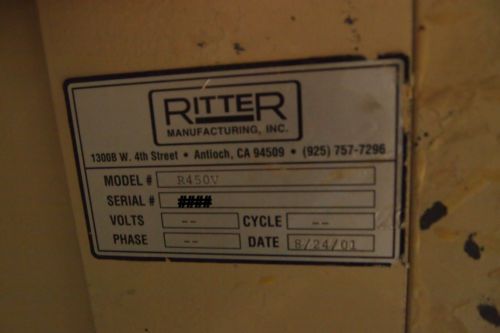 RITTER
MANUFACTURING, INC.
1300B W. 4th Street • Antioch, CA 94509 • (925) 757-7296
MODEL # R450V
SERIAL # ####
VOLTS -- CYCLE --
PHASE -- DATE 8/24/01